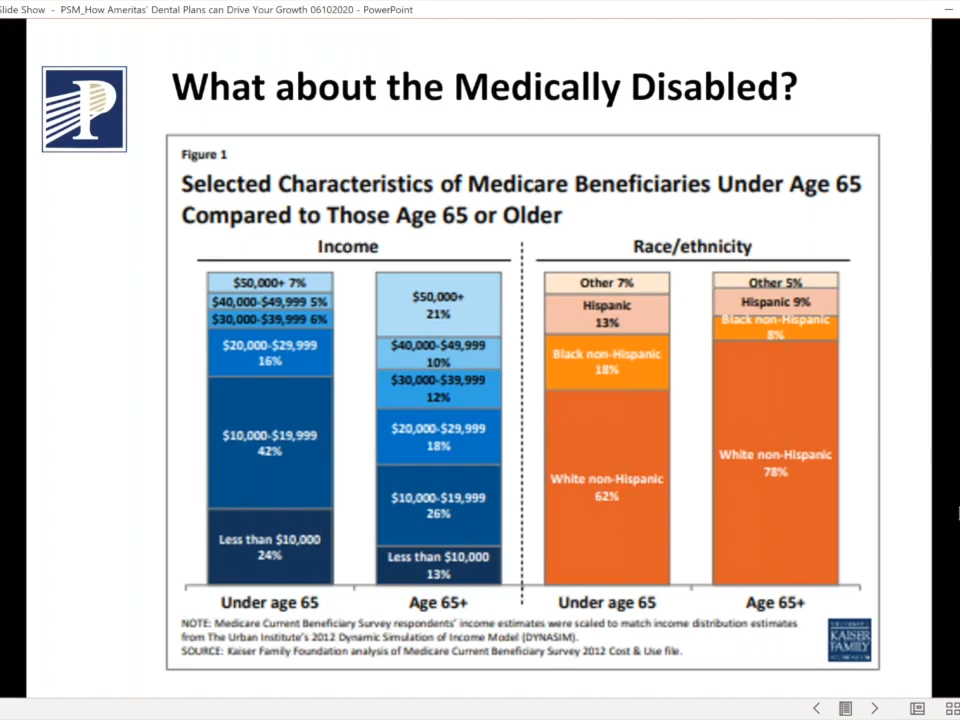 Slide Show - PSM_How Ameritas' Dental Plans can Drive Your Growth 06102020 - PowerPoint
P
What about the Medically Disabled?
Figure 1
Selected Characteristics of Medicare Beneficiaries Under Age 65
Compared to Those Age 65 or Older
Income
$50,000+ 7%
$40,000-$49,999 5%
$30,000-$39,999 6%
$20,000-$29,999
16%
$10,000-$19,999
42%
Less than $10,000
24%
Under age 65
$50,000+
21%
$40,000-$49,999
10%
$30,000-$39,999
12%
$20,000-$29,999
18%
$10,000-$19,999
26%
Less than $10,000
13%
Age 65+
Race/ethnicity
Other 7%
Hispanic
13%
Black non-Hispanic
18%
White non-Hispanic
62%
Under age 65
Other 5%
Hispanic 9%
Black non-Hispanic
8%
White non-Hispanic
78%
Age 65+
NOTE: Medicare Current Beneficiary Survey respondents' income estimates were scaled to match income distribution estimates
from The Urban Institute's 2012 Dynamic Simulation of Income Model (DYNASIM).
SOURCE: Kaiser Family Foundation analysis of Medicare Current Beneficiary Survey 2012 Cost & Use file.
KAISER
FAMILY